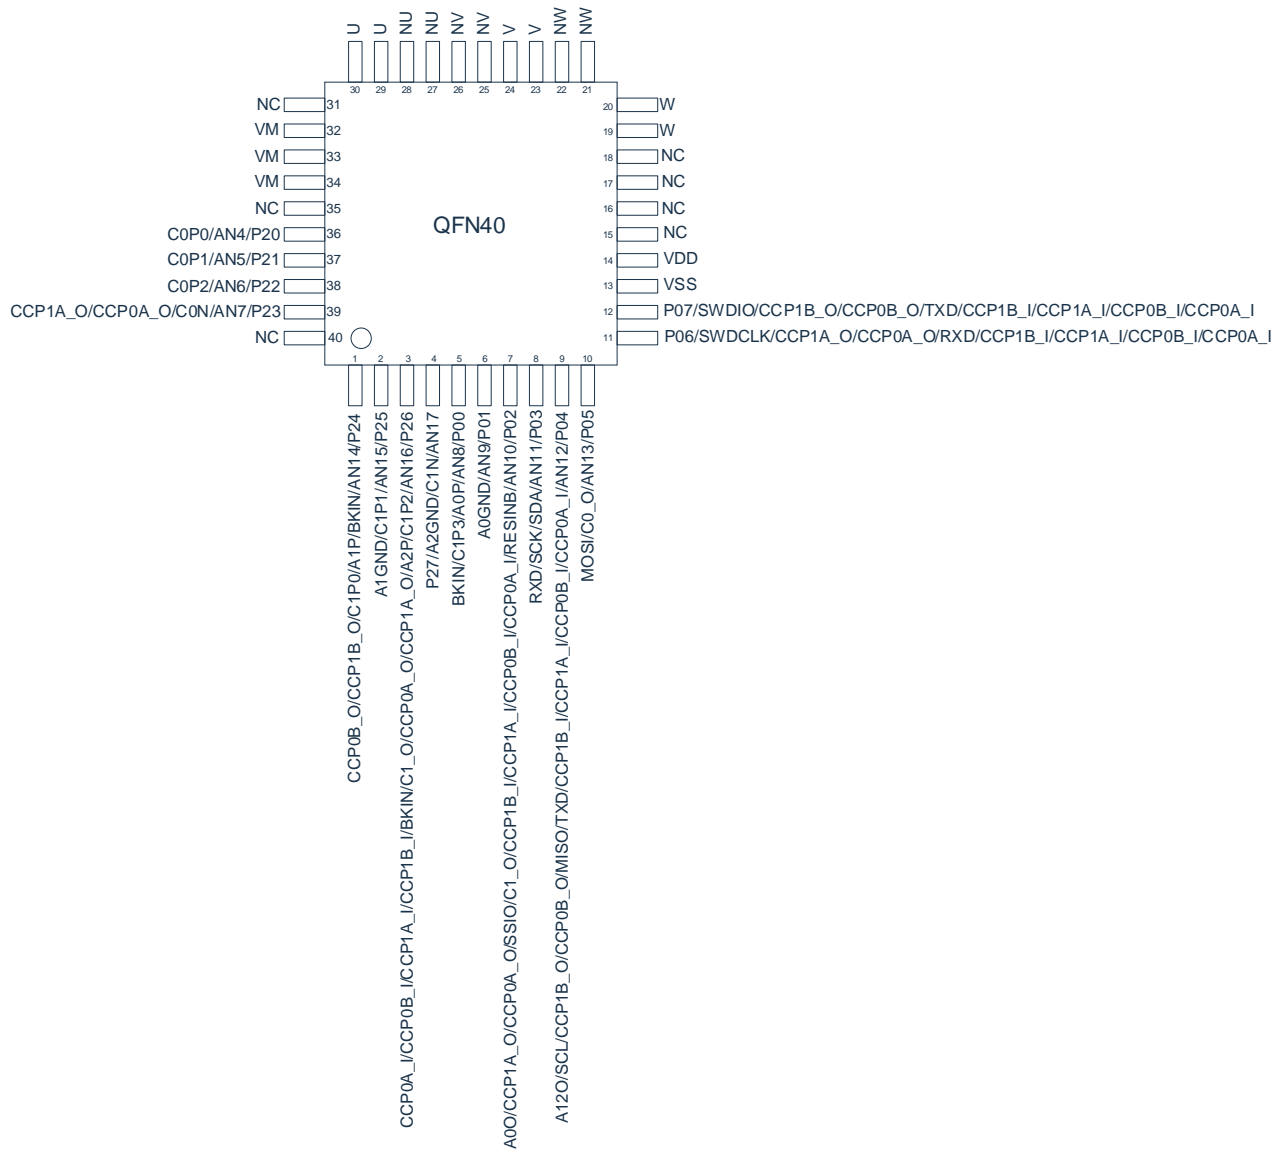 U
U
NU
NU
NV
NV
V
V
NW
NW
30
29
28
27
26
25
24
23
22
21
NC 31
VM 32
VM 33
VM 34
NC 35
C0P0/AN4/P20 36
C0P1/AN5/P21 37
C0P2/AN6/P22 38
CCP1A_O/CCP0A_O/C0N/AN7/P23 39
NC 40
QFN40
20 W
19 W
18 NC
17 NC
16 NC
15 NC
14 VDD
13 VSS
12 P07/SWDIO/CCP1B_O/CCP0B_O/TXD/CCP1B_I/CCP1A_I/CCP0B_I/CCP0A_I
11 P06/SWDCLK/CCP1A_O/CCP0A_O/RXD/CCP1B_I/CCP1A_I/CCP0B_I/CCP0A_I
1
2
3
4
5
6
7
8
9
10
CCP0B_O/CCP1B_O/C1P0/A1P/BKIN/AN14/P24
A1GND/C1P1/AN15/P25
CCP0A_I/CCP0B_I/CCP1A_I/CCP1B_I/BKIN/C1_O/CCP0A_O/CCP1A_O/A2P/C1P2/AN16/P26
P27/A2GND/C1N/AN17
BKIN/C1P3/A0P/AN8/P00
A0GND/AN9/P01
A0O/CCP1A_O/CCP0A_O/SSIO/C1_O/CCP1B_I/CCP1A_I/CCP0B_I/CCP0A_I/RESINB/AN10/P02
RXD/SCK/SDA/AN11/P03
A12O/SCL/CCP1B_O/CCP0B_O/MISO/TXD/CCP1B_I/CCP1A_I/CCP0B_I/CCP0A_I/AN12/P04
MOSI/C0_O/AN13/P05